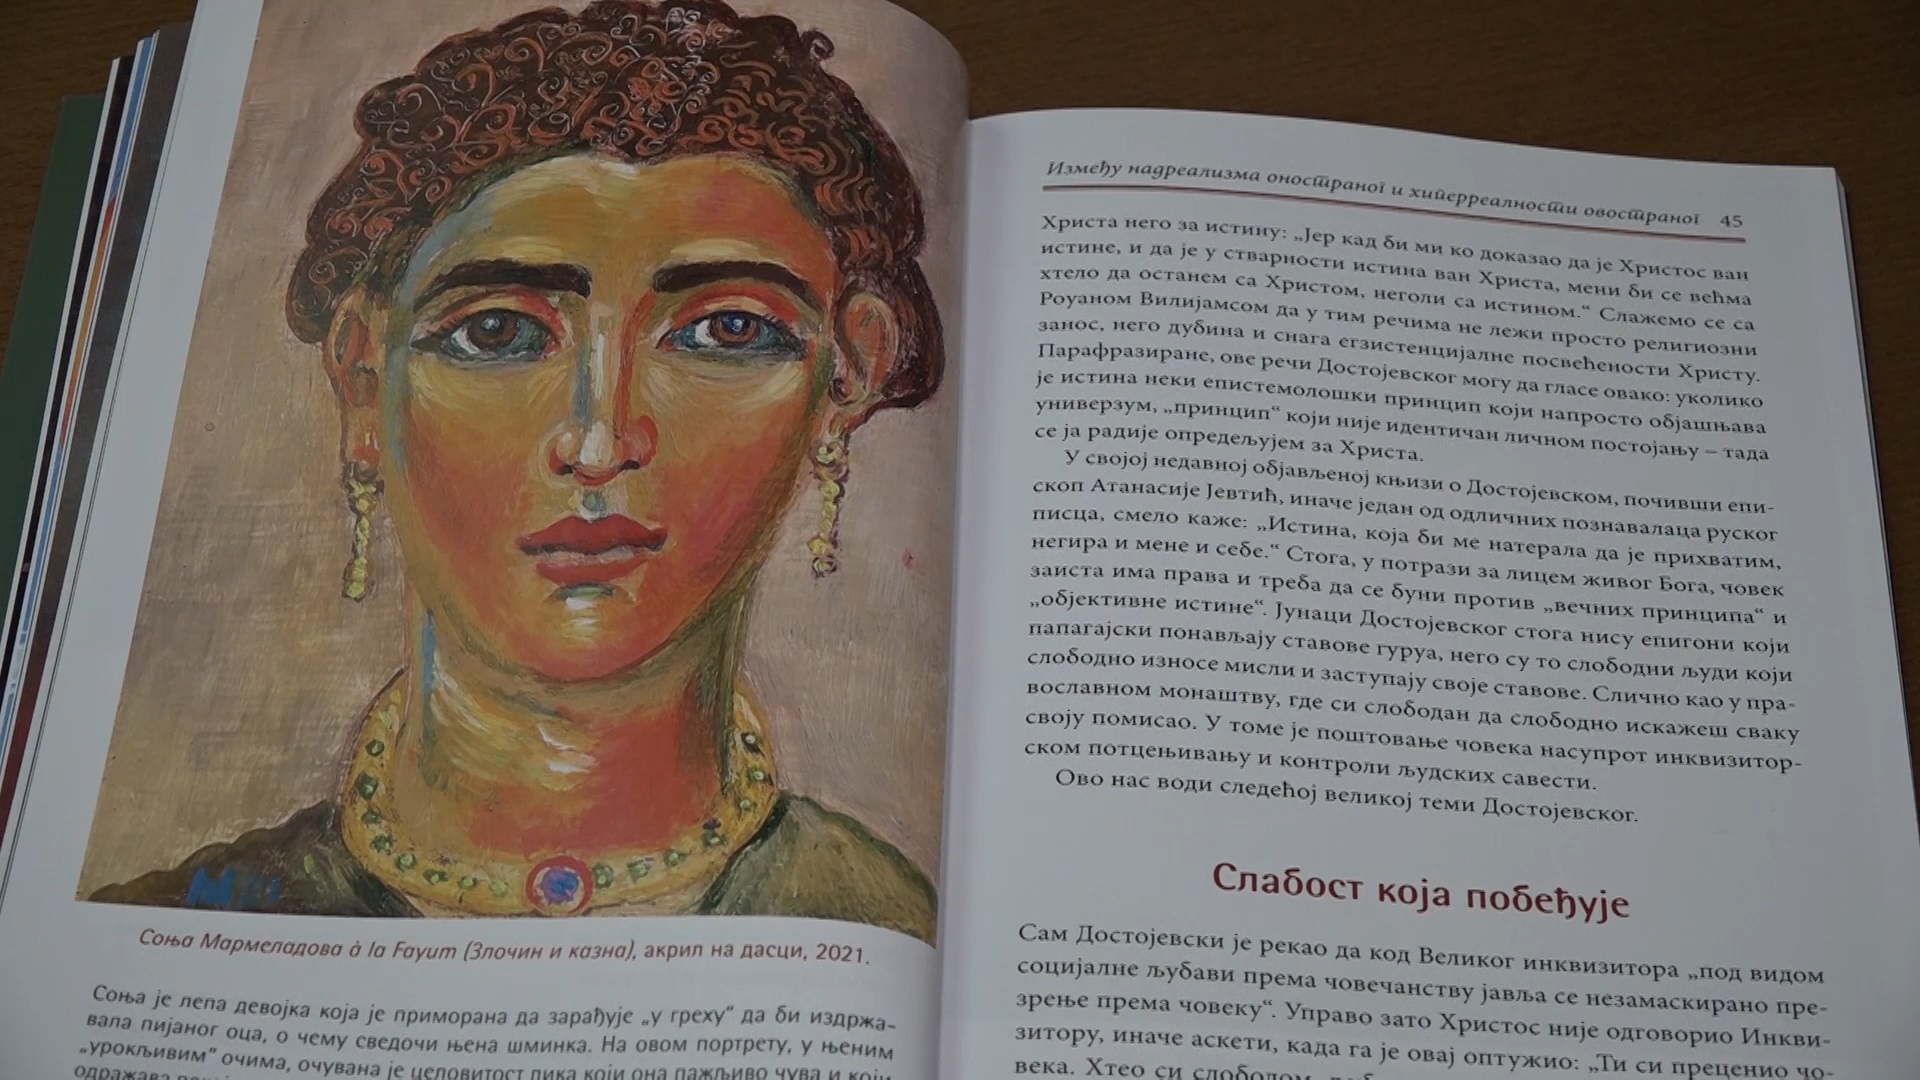 Соња Мармеладова à la Fayum (Злочин и казна), акрил на дасци, 2021.
Соња је лепа девојка која је приморана да зарађује „у греху“ да би издржа-
вала пијаног оца, о чему сведочи њена шминка. На овом портрету, у њеним
„урокљивим“ очима, очувана је целовитост лика који она пажљиво чува и који
одражава
Између надреализма оностраног и хиперреалности овостраног 45
Христа него за истину: „Јер кад би ми ко доказао да је Христос ван
истине, и да је у стварности истина ван Христа, мени би се већма
хтело да останем са Христом, неголи са истином.“ Слажемо се са
Роуаном Вилијамсом да у тим речима не лежи просто религиозни
занос, него дубина и снага егзистенцијалне посвећености Христу.
Парафразиране, ове речи Достојевског могу да гласе овако: уколико
је истина неки епистемолошки принцип који напросто објашњава
универзум, „принцип“ који није идентичан личном постојању – тада
се ја радије опредељујем за Христа.
У својој недавној објављеној књизи о Достојевском, почивши епи-
скоп Атанасије Јевтић, иначе један од одличних познавалаца руског
писца, смело каже: „Истина, која би ме натерала да је прихватим,
негира и мене и себе.“ Стога, у потрази за лицем живог Бога, човек
заиста има права и треба да се буни против „вечних принципа“ и
„објективне истине“. Јунаци Достојевског стога нису епигони који
папагајски понављају ставове гуруа, него су то слободни људи који
слободно износе мисли и заступају своје ставове. Слично као у пра-
вославном монаштву, где си слободан да слободно искажеш сваку
своју помисао. У томе је поштовање човека насупрот инквизитор-
ском потцењивању и контроли људских савести.
Ово нас води следећој великој теми Достојевског.
Слабост која побеђује
Сам Достојевски је рекао да код Великог инквизитора „под видом
социјалне љубави према човечанству јавља се незамаскирано пре-
зрење према човеку“. Управо зато Христос није одговорио Инкви-
зитору, иначе аскети, када га је овај оптужио: „Ти си преценио чо-
века. Хтео си слободом,